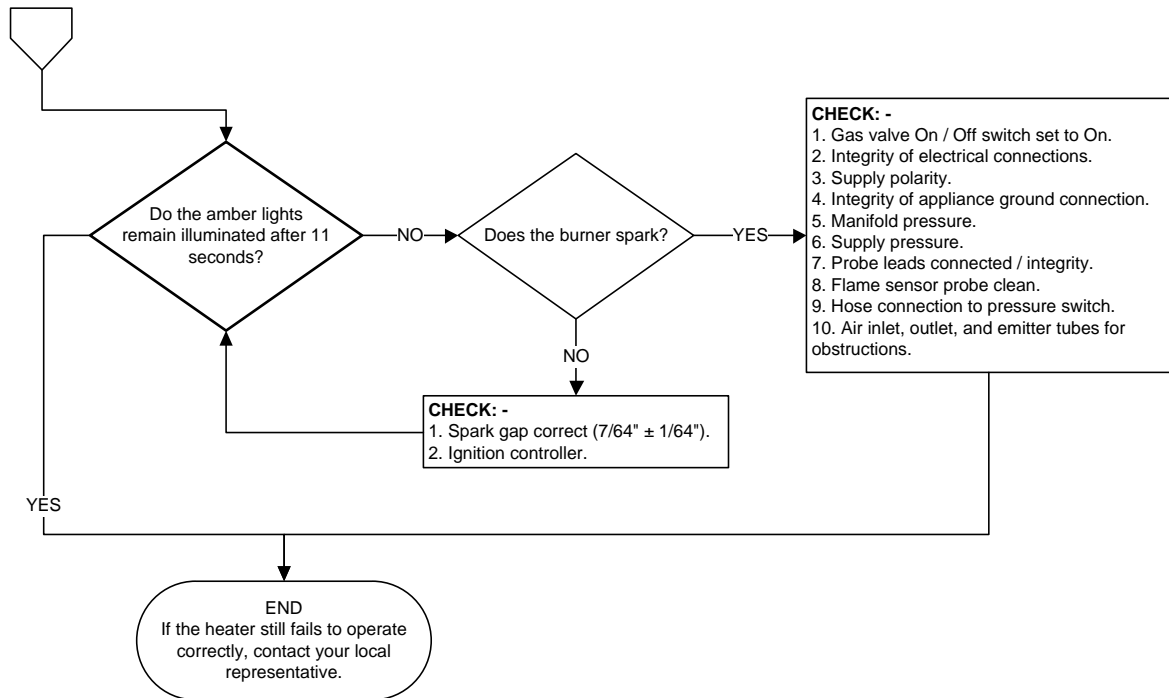 Do the amber lights
remain illuminated after 11
seconds?
NO
Does the burner spark?
YES
CHECK: -
1. Gas valve On / Off switch set to On.
2. Integrity of electrical connections.
3. Supply polarity.
4. Integrity of appliance ground connection.
5. Manifold pressure.
6. Supply pressure.
7. Probe leads connected / integrity.
8. Flame sensor probe clean.
9. Hose connection to pressure switch.
10. Air inlet, outlet, and emitter tubes for
obstructions.
NO
CHECK: -
1. Spark gap correct (7/64" ± 1/64").
2. Ignition controller.
YES
END
If the heater still fails to operate
correctly, contact your local
representative.